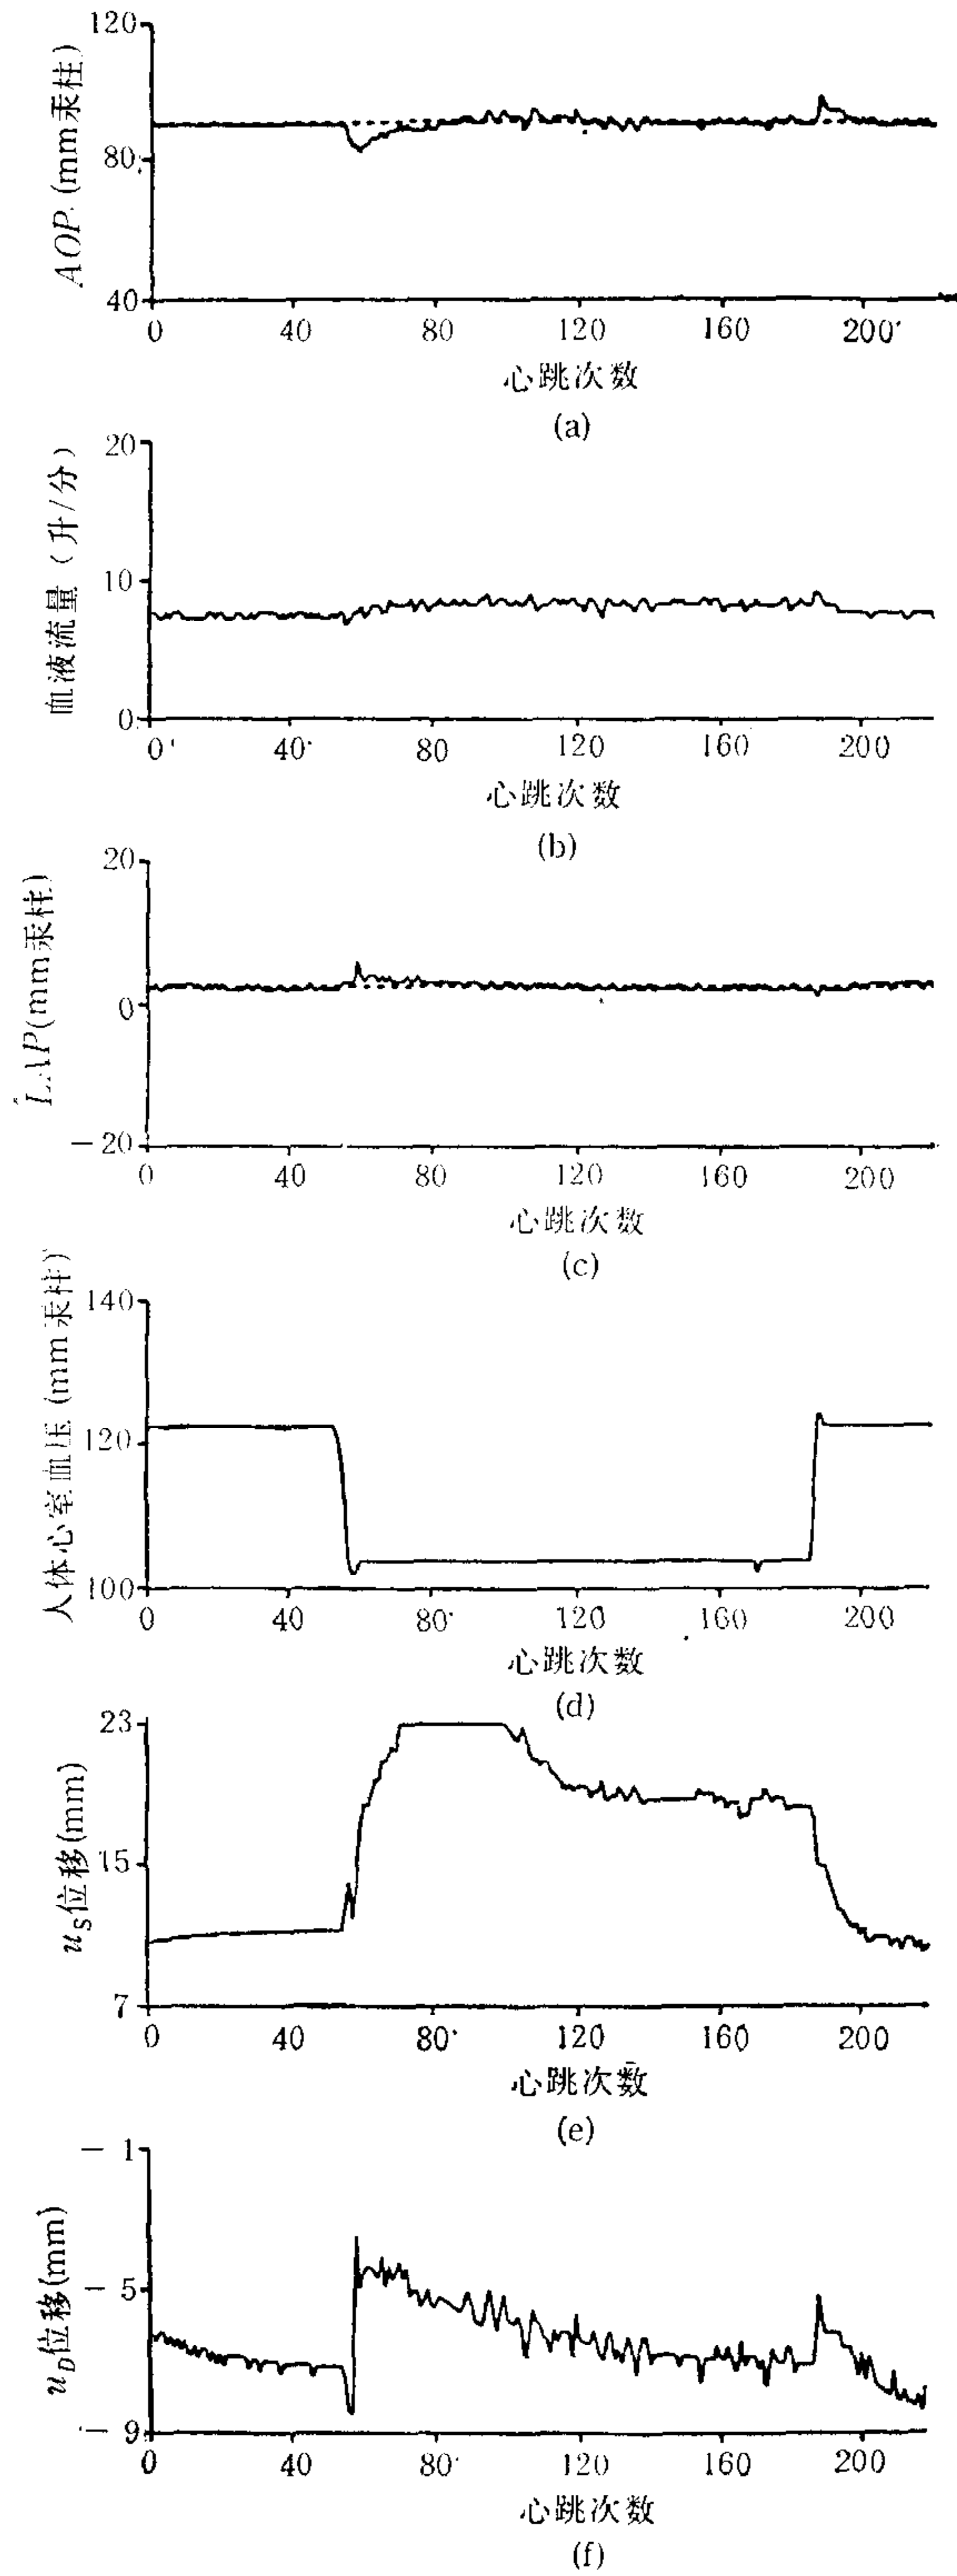 120
80
40
AOP (mm汞柱)
0 40 80 120 160 200
心跳次数
(a)
20
10
0
血液流量 (升/分)
0 40 80 120 160 200
心跳次数
(b)
20
0
-20
LAP(mm汞柱)
0 40 80 120 160 200
心跳次数
(c)
140
120
100
人体心室血压 (mm汞柱)
0 40 80 120 160 200
心跳次数
(d)
23
15
7
u_S位移(mm)
0 40 80 120 160 200
心跳次数
(e)
-1
-5
-9
u_D位移(mm)
0 40 80 120 160 200
心跳次数
(f)